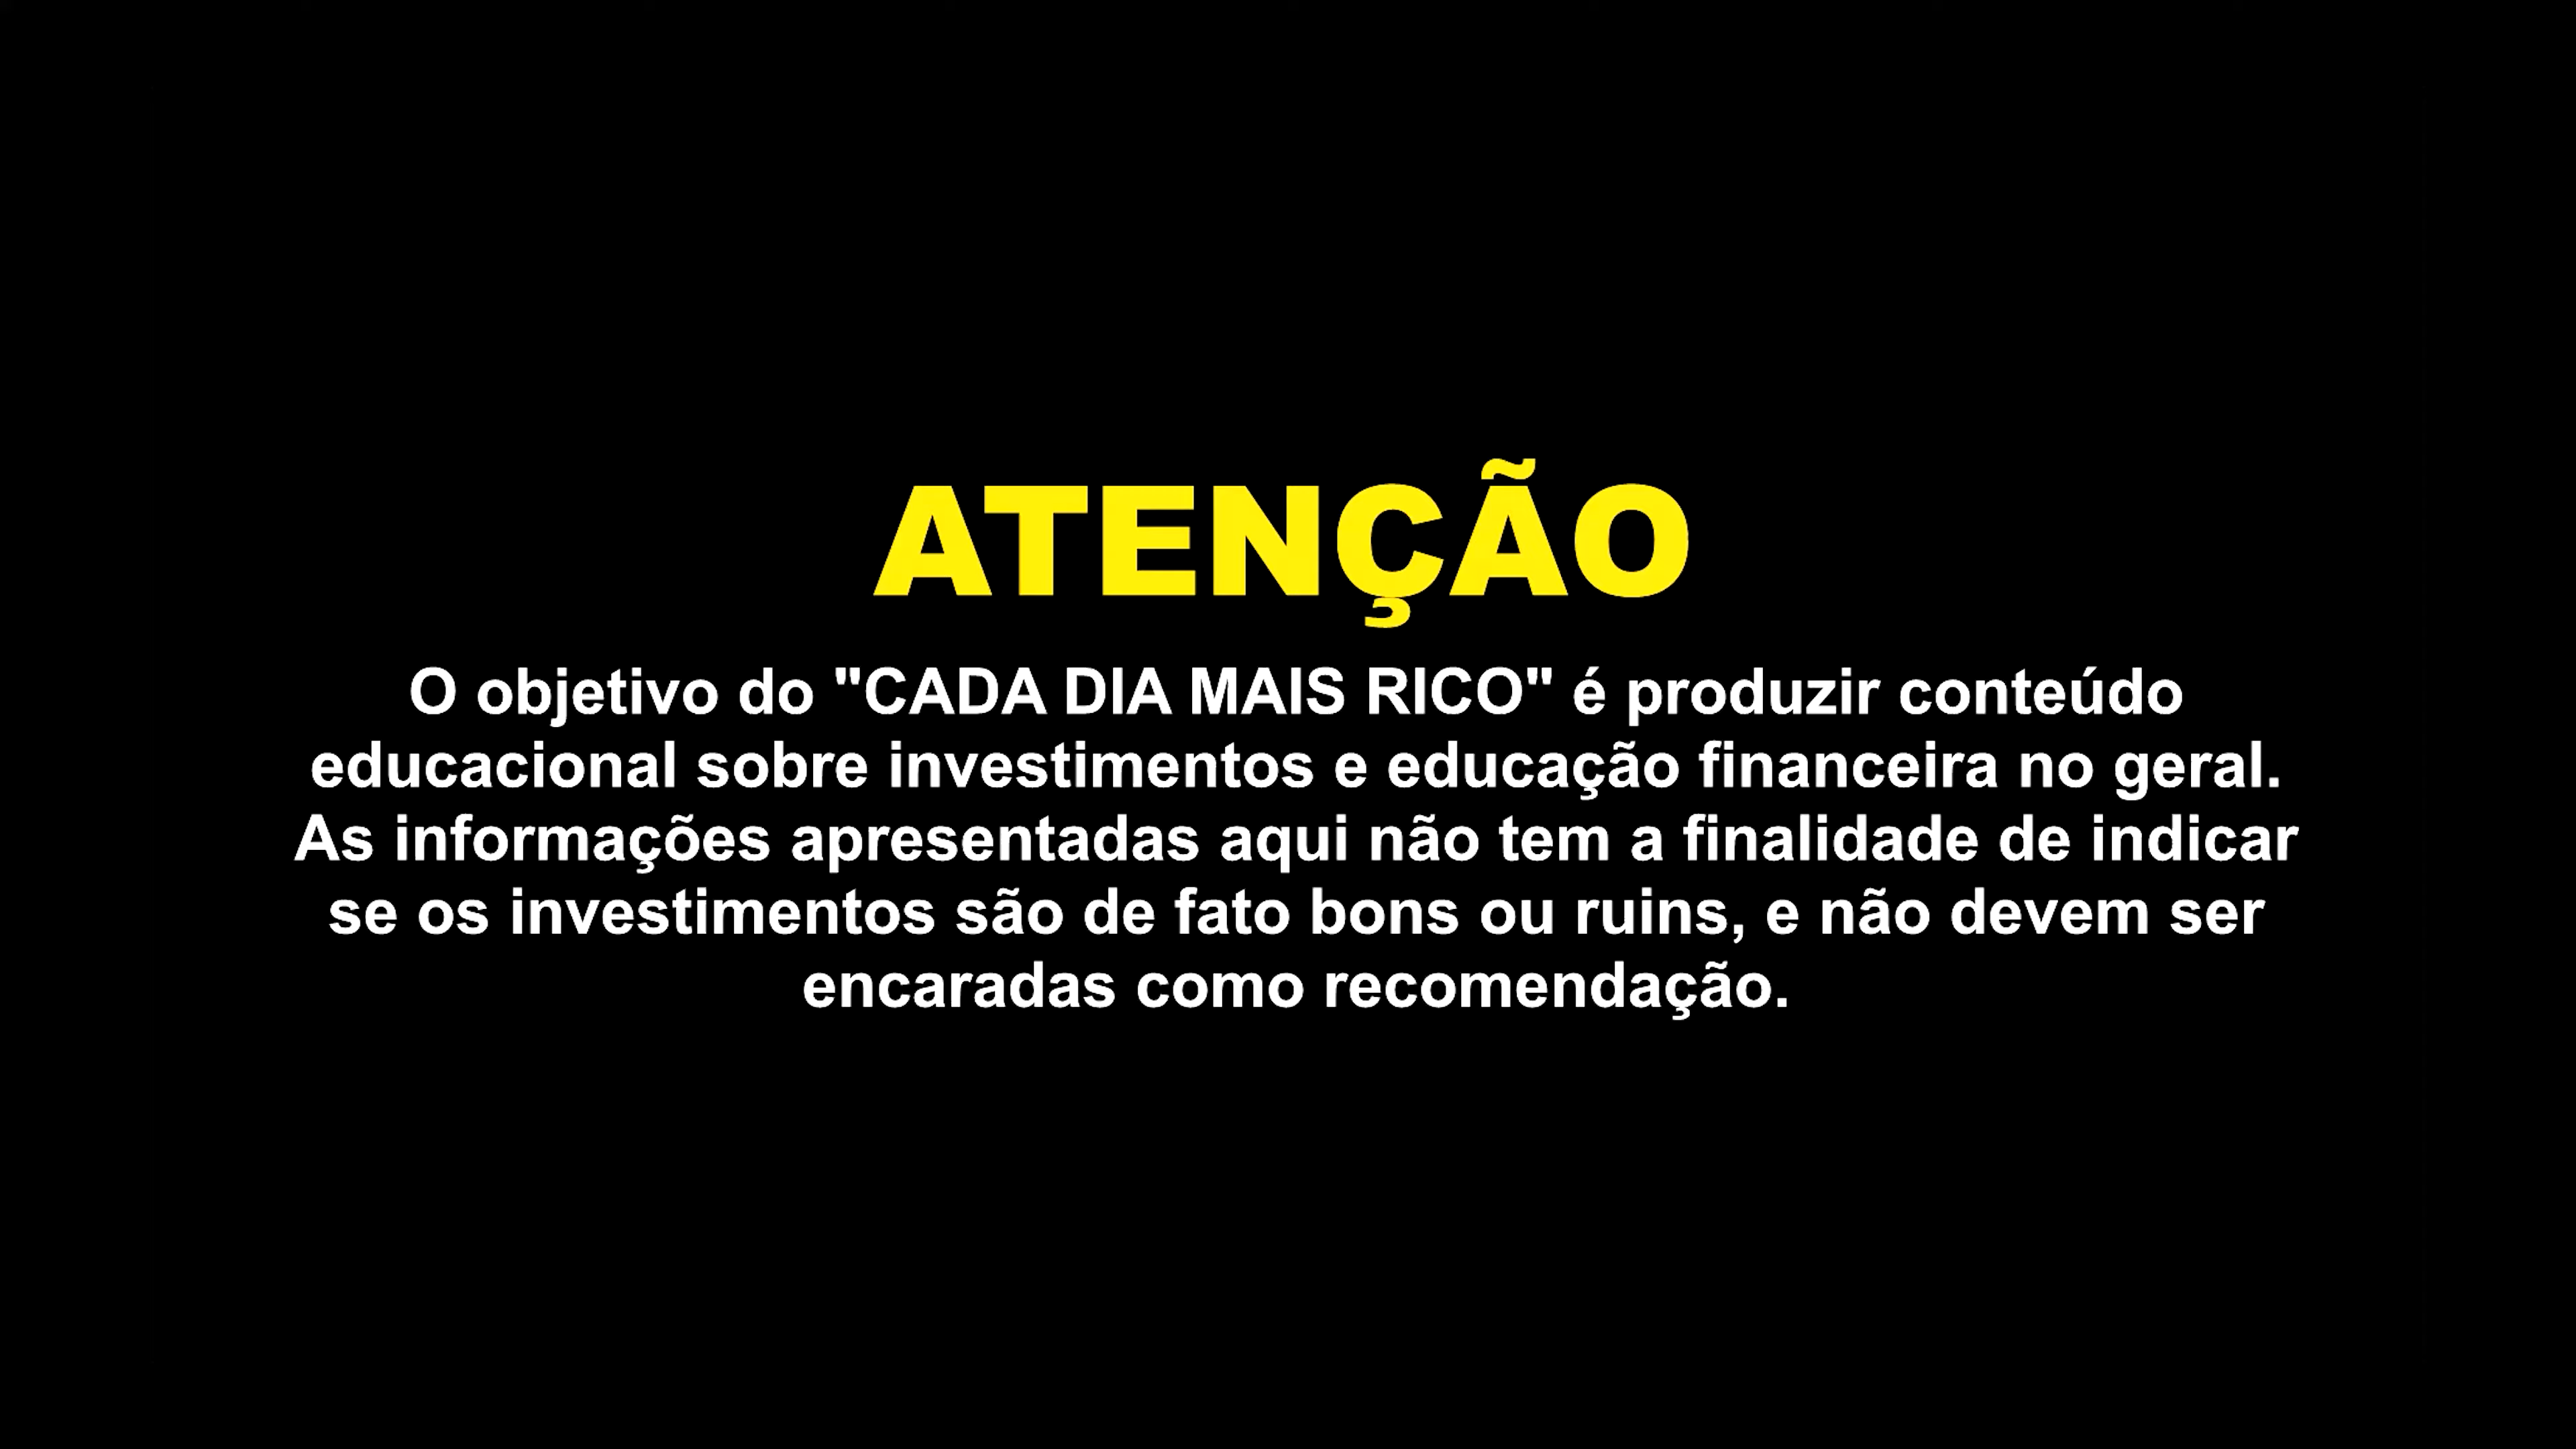 ATENÇÃO
O objetivo do "CADA DIA MAIS RICO" é produzir conteúdo
educacional sobre investimentos e educação financeira no geral.
As informações apresentadas aqui não tem a finalidade de indicar
se os investimentos são de fato bons ou ruins, e não devem ser
encaradas como recomendação.